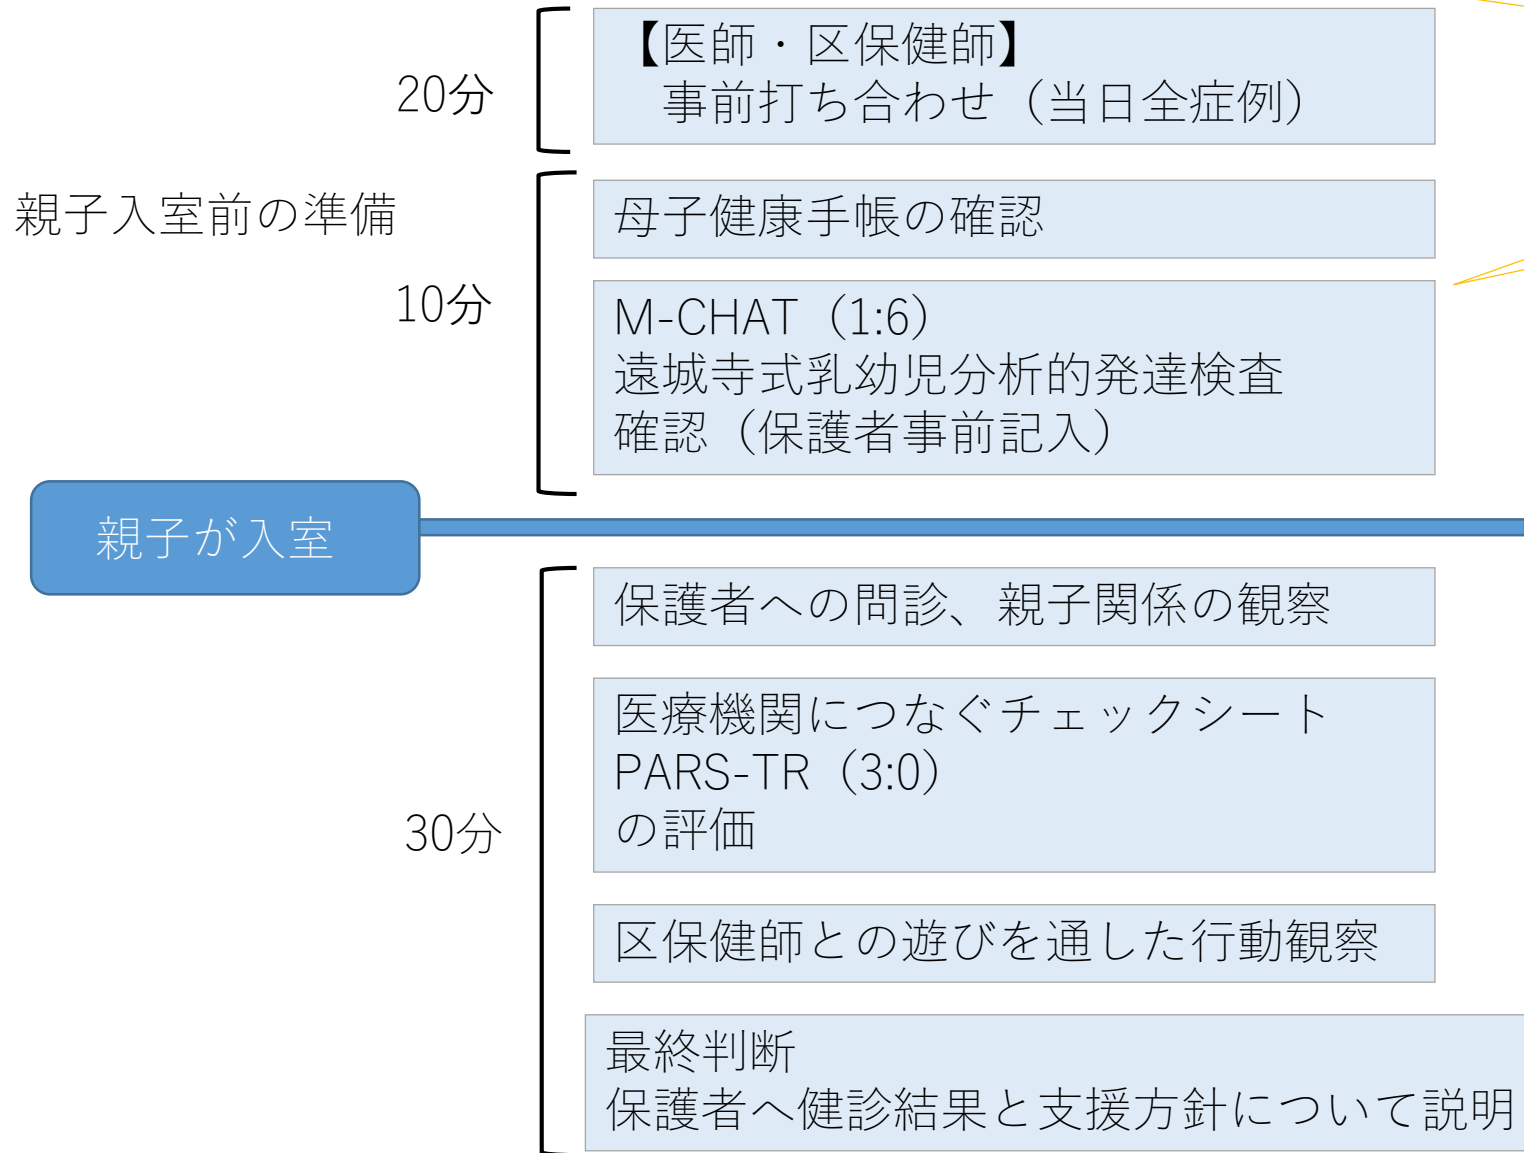 20分
【医師・区保健師】
事前打ち合わせ（当日全症例）
親子入室前の準備
母子健康手帳の確認
10分
M-CHAT（1:6）
遠城寺式乳幼児分析的発達検査
確認（保護者事前記入）
親子が入室
保護者への問診、親子関係の観察
医療機関につなぐチェックシート
PARS-TR（3:0）
の評価
30分
区保健師との遊びを通した行動観察
最終判断
保護者へ健診結果と支援方針について説明